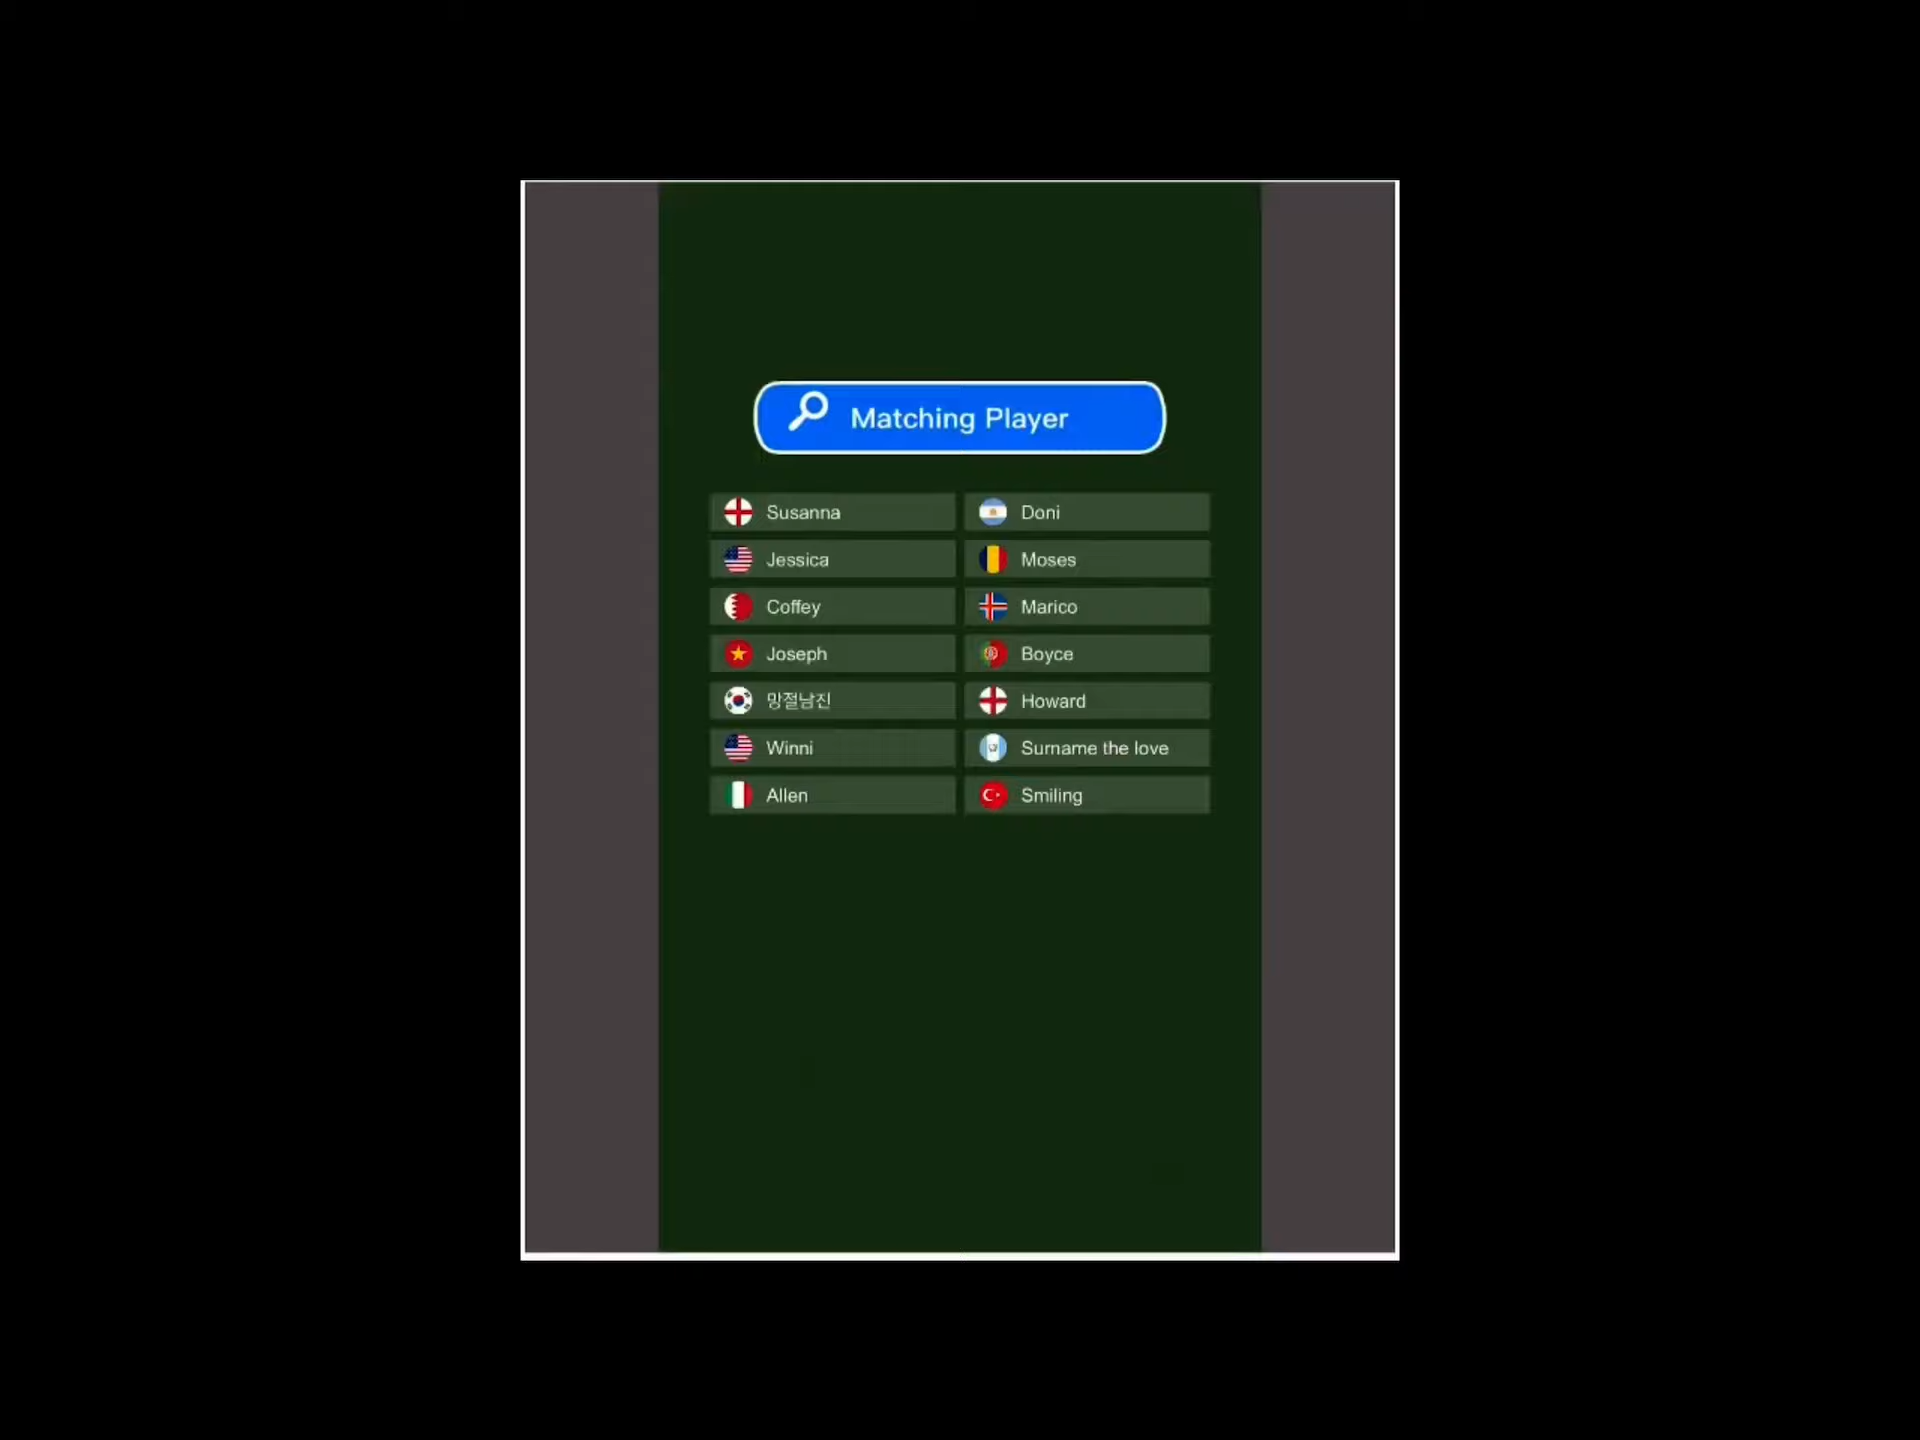 Matching Player
Susanna
Doni
Jessica
Moses
Coffey
Marico
Joseph
Boyce
망절남진
Howard
Winni
Surname the love
Allen
Smiling